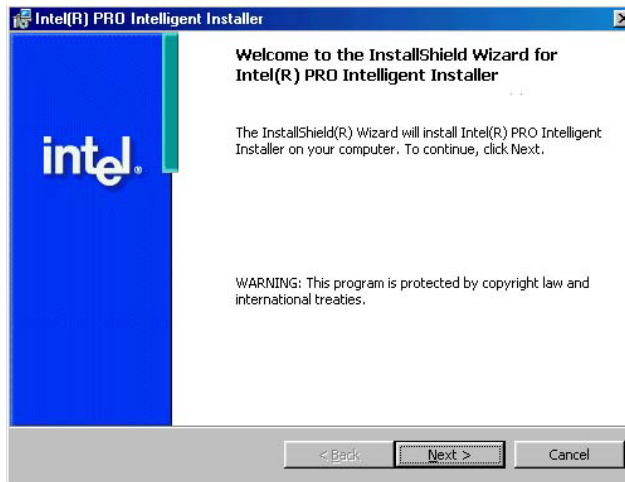 Intel(R) PRO Intelligent Installer
Welcome to the InstallShield Wizard for
Intel(R) PRO Intelligent Installer
intel.
The InstallShield(R) Wizard will install Intel(R) PRO Intelligent
Installer on your computer. To continue, click Next.
WARNING: This program is protected by copyright law and
international treaties.
< Back
Next >
Cancel